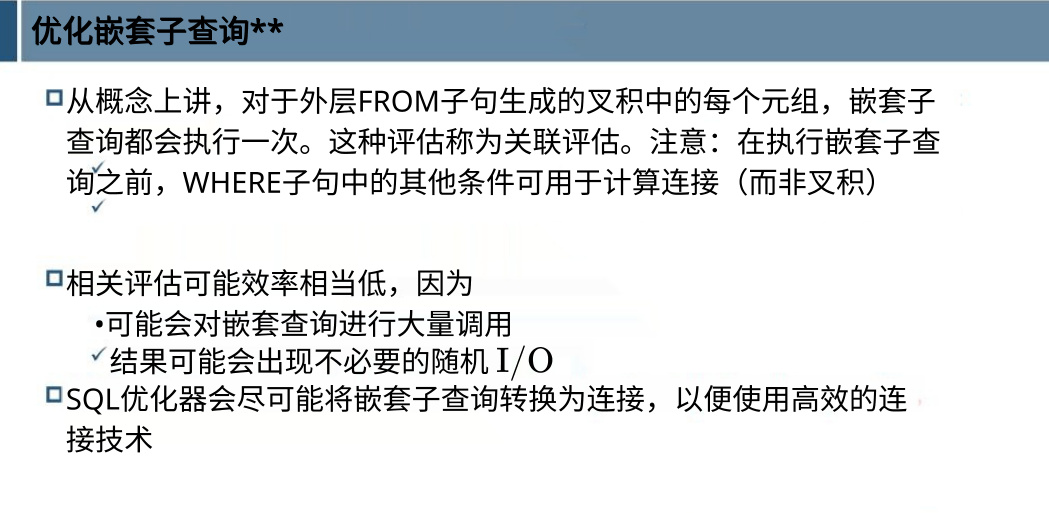 优化嵌套子查询**
从概念上讲，对于外层FROM子句生成的叉积中的每个元组，嵌套子
查询都会执行一次。这种评估称为关联评估。注意：在执行嵌套子查
询之前，WHERE子句中的其他条件可用于计算连接（而非叉积）
相关评估可能效率相当低，因为
•可能会对嵌套查询进行大量调用
结果可能会出现不必要的随机 I/O
SQL优化器会尽可能将嵌套子查询转换为连接，以便使用高效的连
接技术